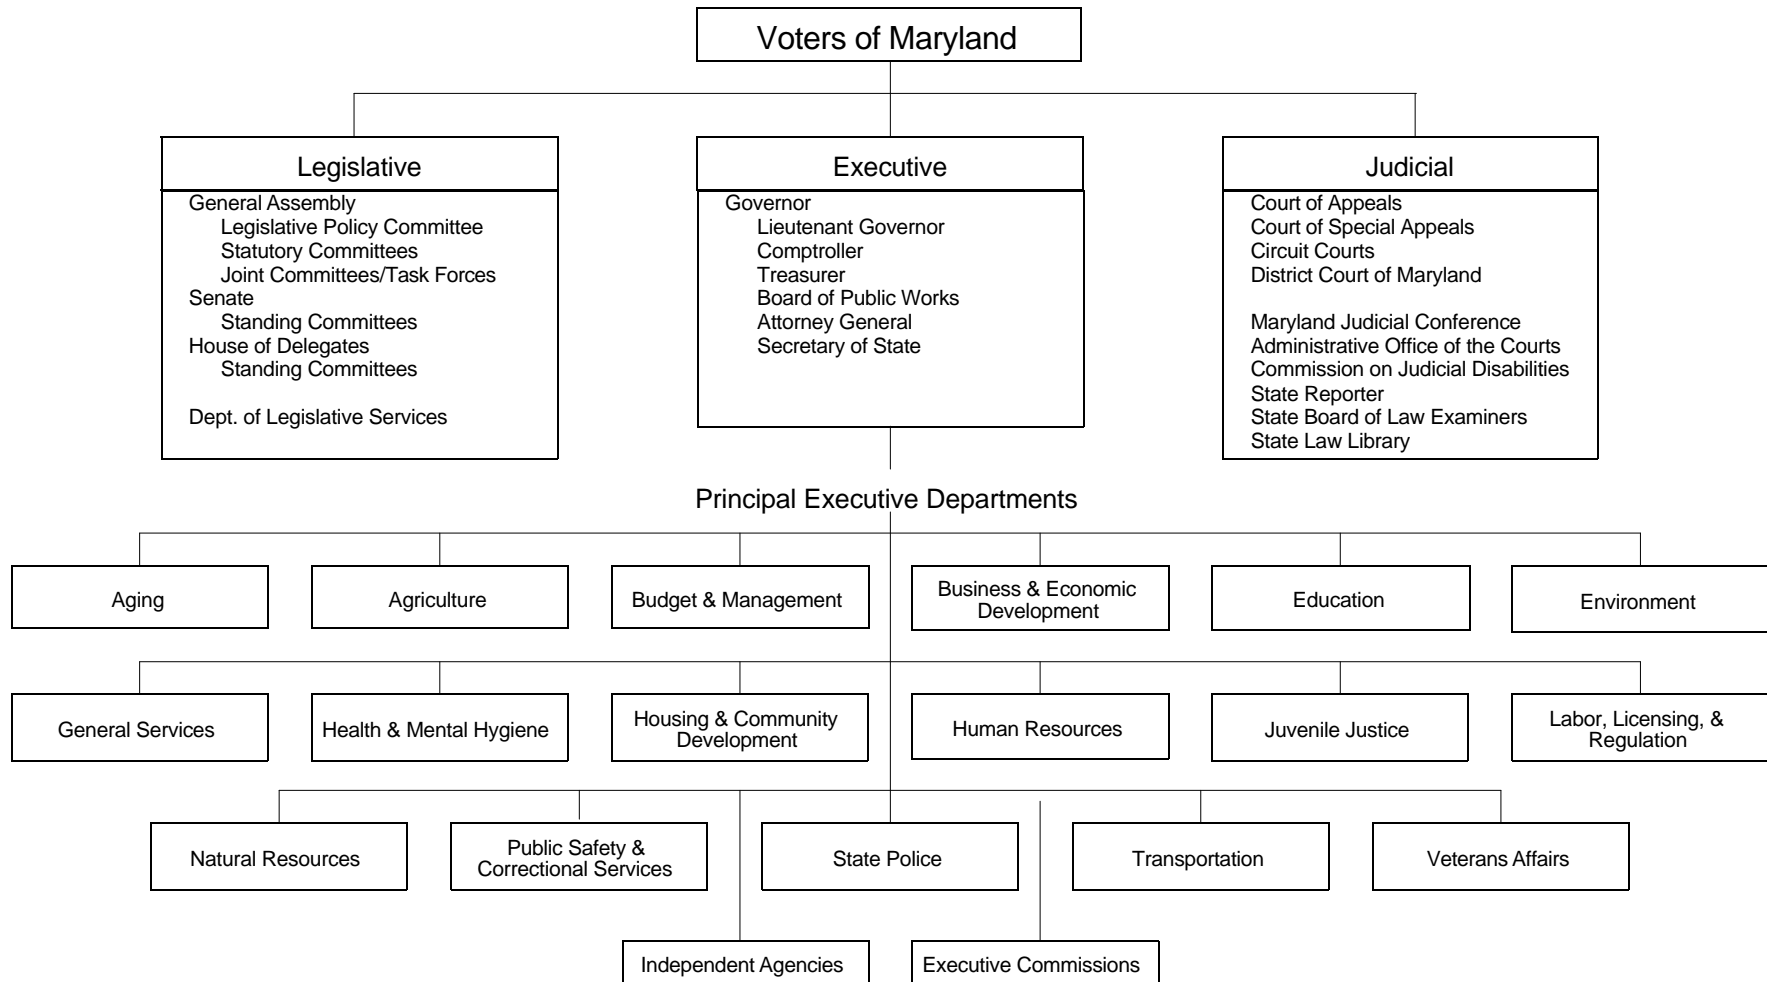 Voters of Maryland
Legislative
General Assembly
Legislative Policy Committee
Statutory Committees
Joint Committees/Task Forces
Senate
Standing Committees
House of Delegates
Standing Committees
Dept. of Legislative Services
Executive
Governor
Lieutenant Governor
Comptroller
Treasurer
Board of Public Works
Attorney General
Secretary of State
Judicial
Court of Appeals
Court of Special Appeals
Circuit Courts
District Court of Maryland
Maryland Judicial Conference
Administrative Office of the Courts
Commission on Judicial Disabilities
State Reporter
State Board of Law Examiners
State Law Library
Principal Executive Departments
Aging
Agriculture
Budget & Management
Business & Economic
Development
Education
Environment
General Services
Health & Mental Hygiene
Housing & Community
Development
Human Resources
Juvenile Justice
Labor, Licensing, &
Regulation
Natural Resources
Public Safety &
Correctional Services
State Police
Transportation
Veterans Affairs
Independent Agencies
Executive Commissions